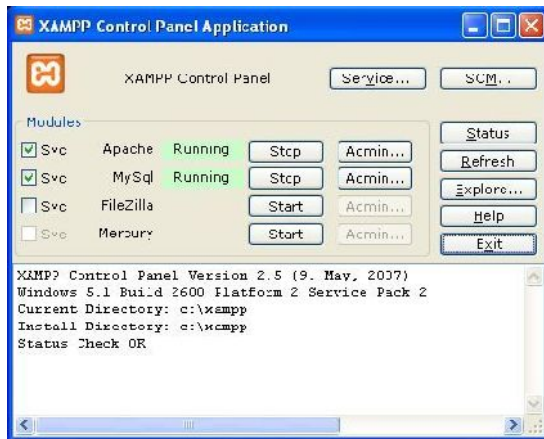 XAMPP Control Panel Application
XAMPP Control Panel
Service...
SCM...
Modules
Svc Apache Running Stop Admin...
Svc MySql Running Stop Admin...
Svc FileZilla Start Admin...
Svc Mercury Start Admin...
Status
Refresh
Explore...
Help
Exit
XAMPP Control Panel Version 2.5 (9. May, 2007)
Windows 5.1 Build 2600 Platform 2 Service Pack 2
Current Directory: c:\xampp
Install Directory: c:\xampp
Status Check OK